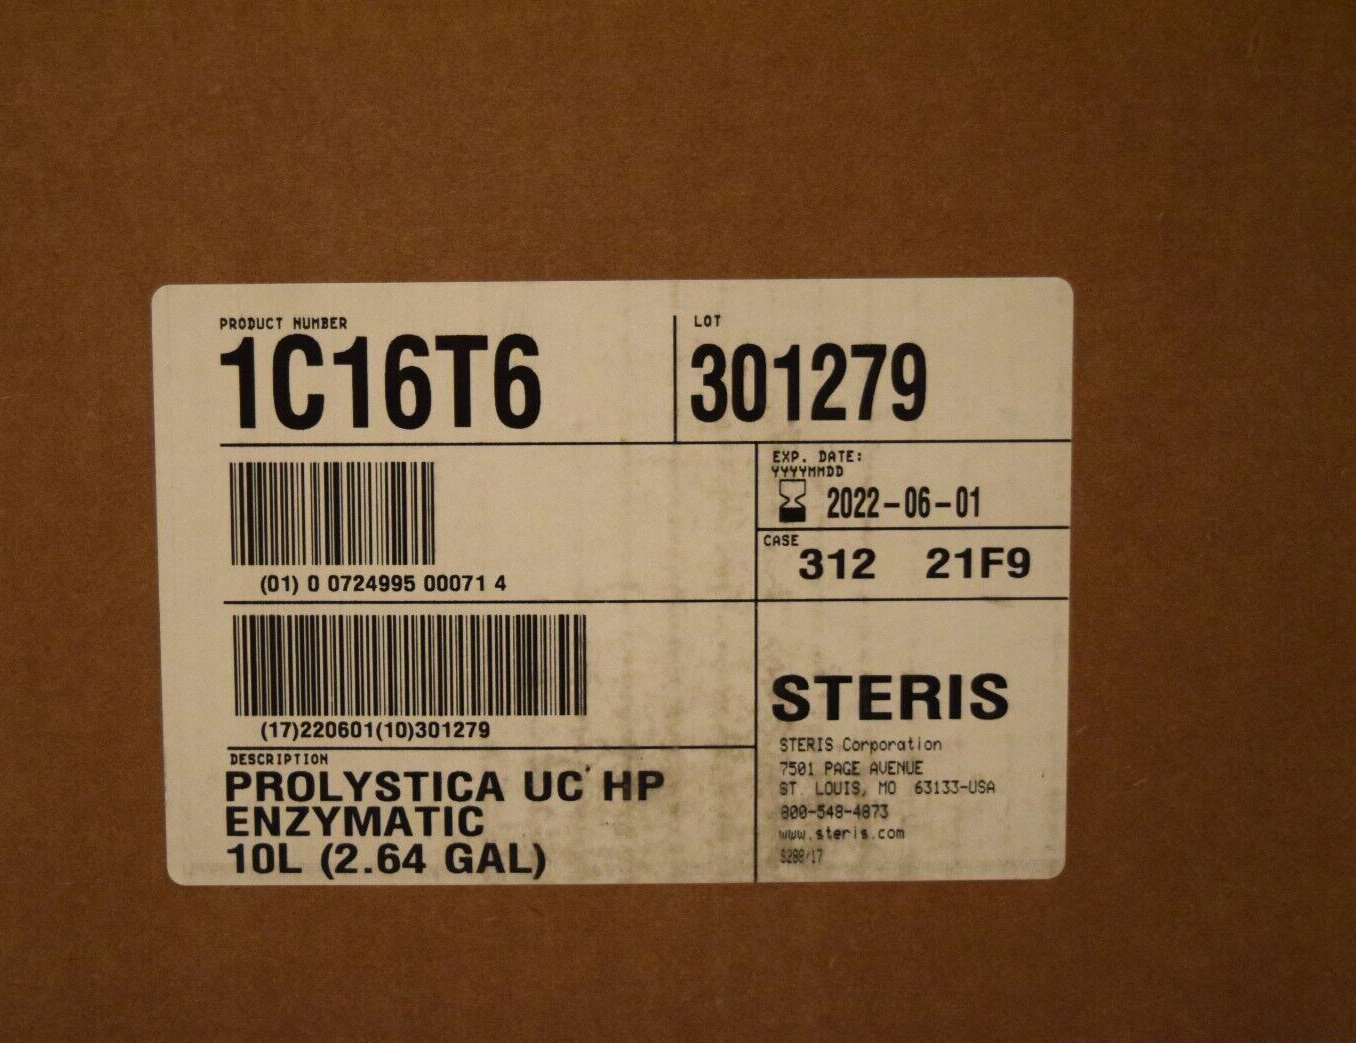 PRODUCT NUMBER
1C16T6
LOT
301279
EXP. DATE:
YYYYMMDD
2022-06-01
(01) 0 0724995 00071 4
CASE
312 21F9
(17)220601(10)301279
DESCRIPTION
PROLYSTICA UC HP
ENZYMATIC
10L (2.64 GAL)
STERIS
STERIS Corporation
7501 PAGE AVENUE
ST. LOUIS, MO 63133-USA
800-548-4873
www.steris.com